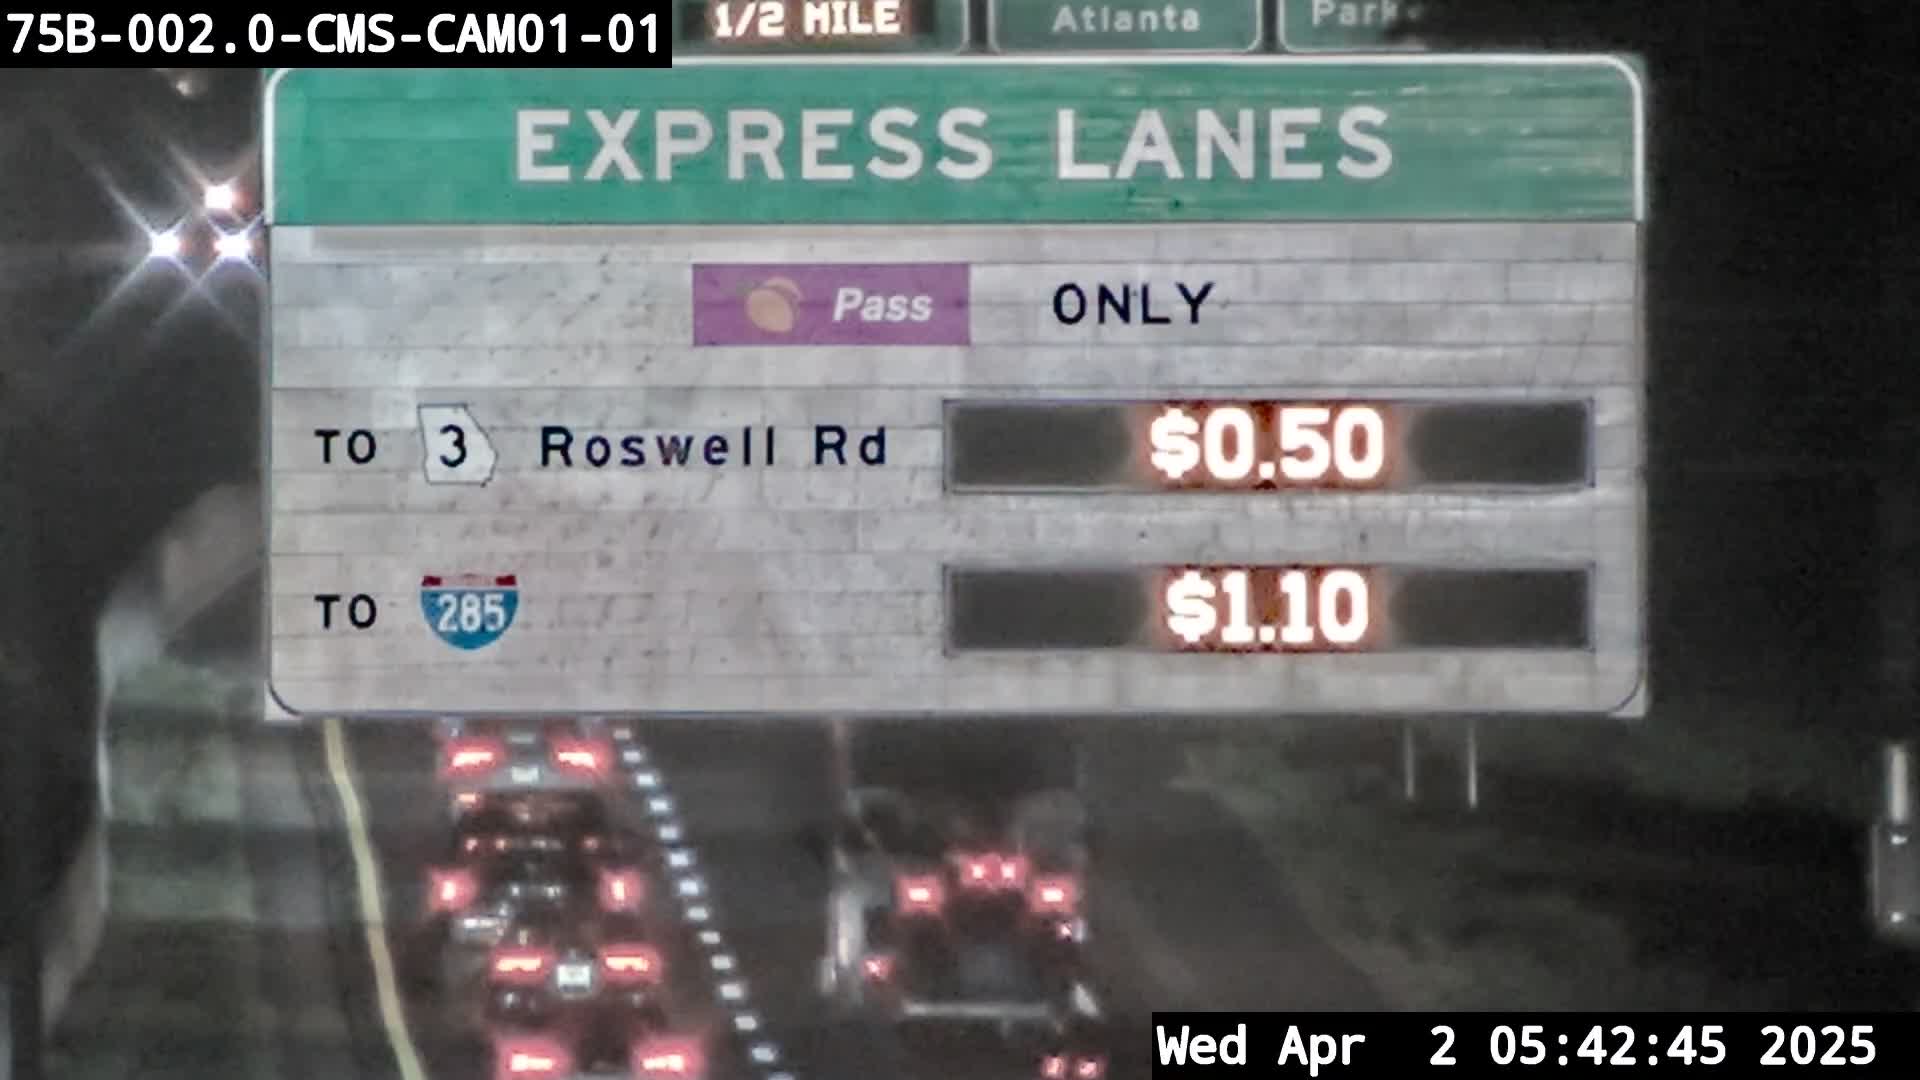 75B-002.0-CMS-CAM01-01
1/2 MILE
Atlanta
Park
EXPRESS LANES
Pass ONLY
TO 3 Roswell Rd $0.50
TO 285 $1.10
Wed Apr 2 05:42:45 2025